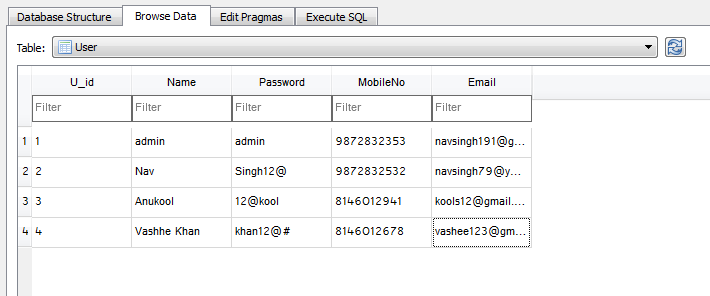 Database Structure Browse Data Edit Pragmas Execute SQL
Table: User
U_id Name Password MobileNo Email
Filter Filter Filter Filter Filter
1 1 admin admin 9872832353 navsingh191@g...
2 2 Nav Singh12@ 9872832532 navsingh79@y...
3 3 Anukool 12@kool 8146012941 kools12@gmail....
4 4 Vashhe Khan khan12@# 8146012678 vashee123@gm...